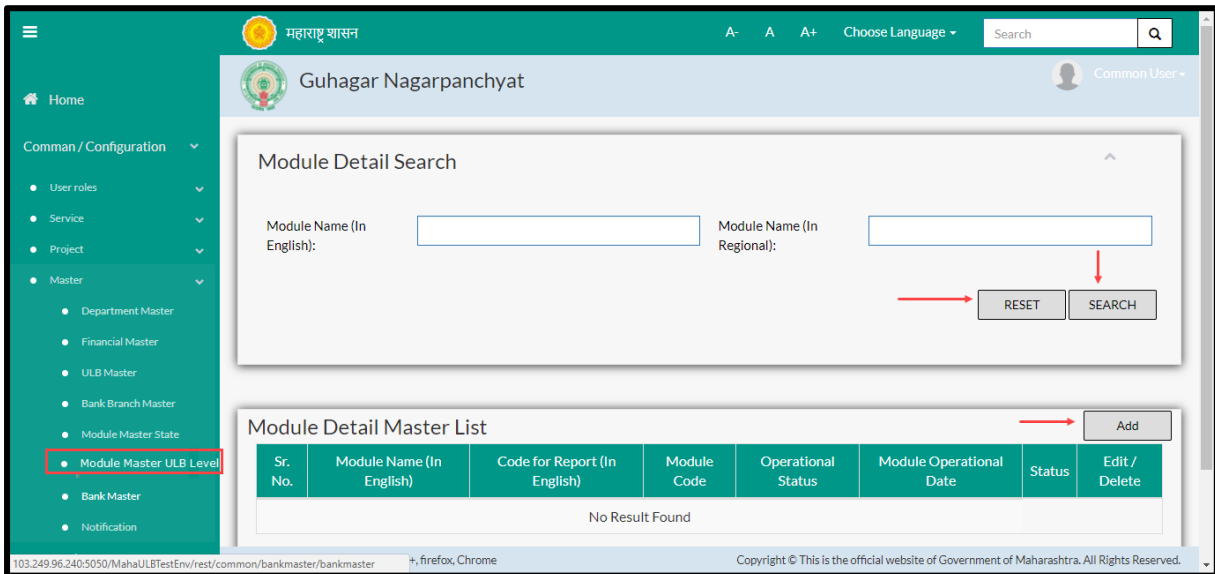 महाराष्ट्र शासन A- A A+ Choose Language Search
Guhagar Nagarpanchyat Common User
Home
Comman / Configuration
User roles
Service
Project
Master
Department Master
Financial Master
ULB Master
Bank Branch Master
Module Master State
Module Master ULB Level
Bank Master
Notification
Module Detail Search
Module Name (In
English):
Module Name (In
Regional):
RESET SEARCH
Module Detail Master List Add
Sr.
No.
Module Name (In
English)
Code for Report (In
English)
Module
Code
Operational
Status
Module Operational
Date
Status
Edit /
Delete
No Result Found
103.249.96.240:5050/MahaULBTestEnv/rest/common/bankmaster/bankmaster +, firefox, Chrome Copyright © This is the official website of Government of Maharashtra. All Rights Reserved.